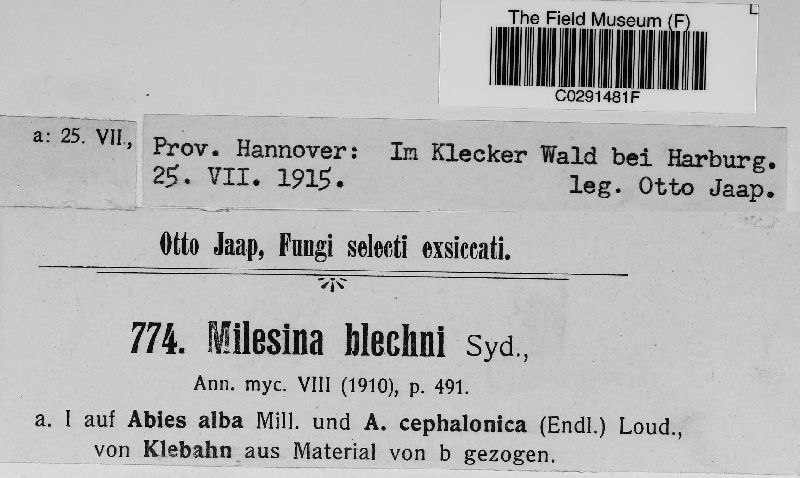 The Field Museum (F)
C0291481F
a: 25. VII.,
Prov. Hannover: Im Klecker Wald bei Harburg.
25. VII. 1915. leg. Otto Jaap.
Otto Jaap, Fungi selecti exsiccati.
774. Milesina blechni Syd.,
Ann. myc. VIII (1910), p. 491.
a. I auf Abies alba Mill. und A. cephalonica (Endl.) Loud.,
von Klebahn aus Material von b gezogen.